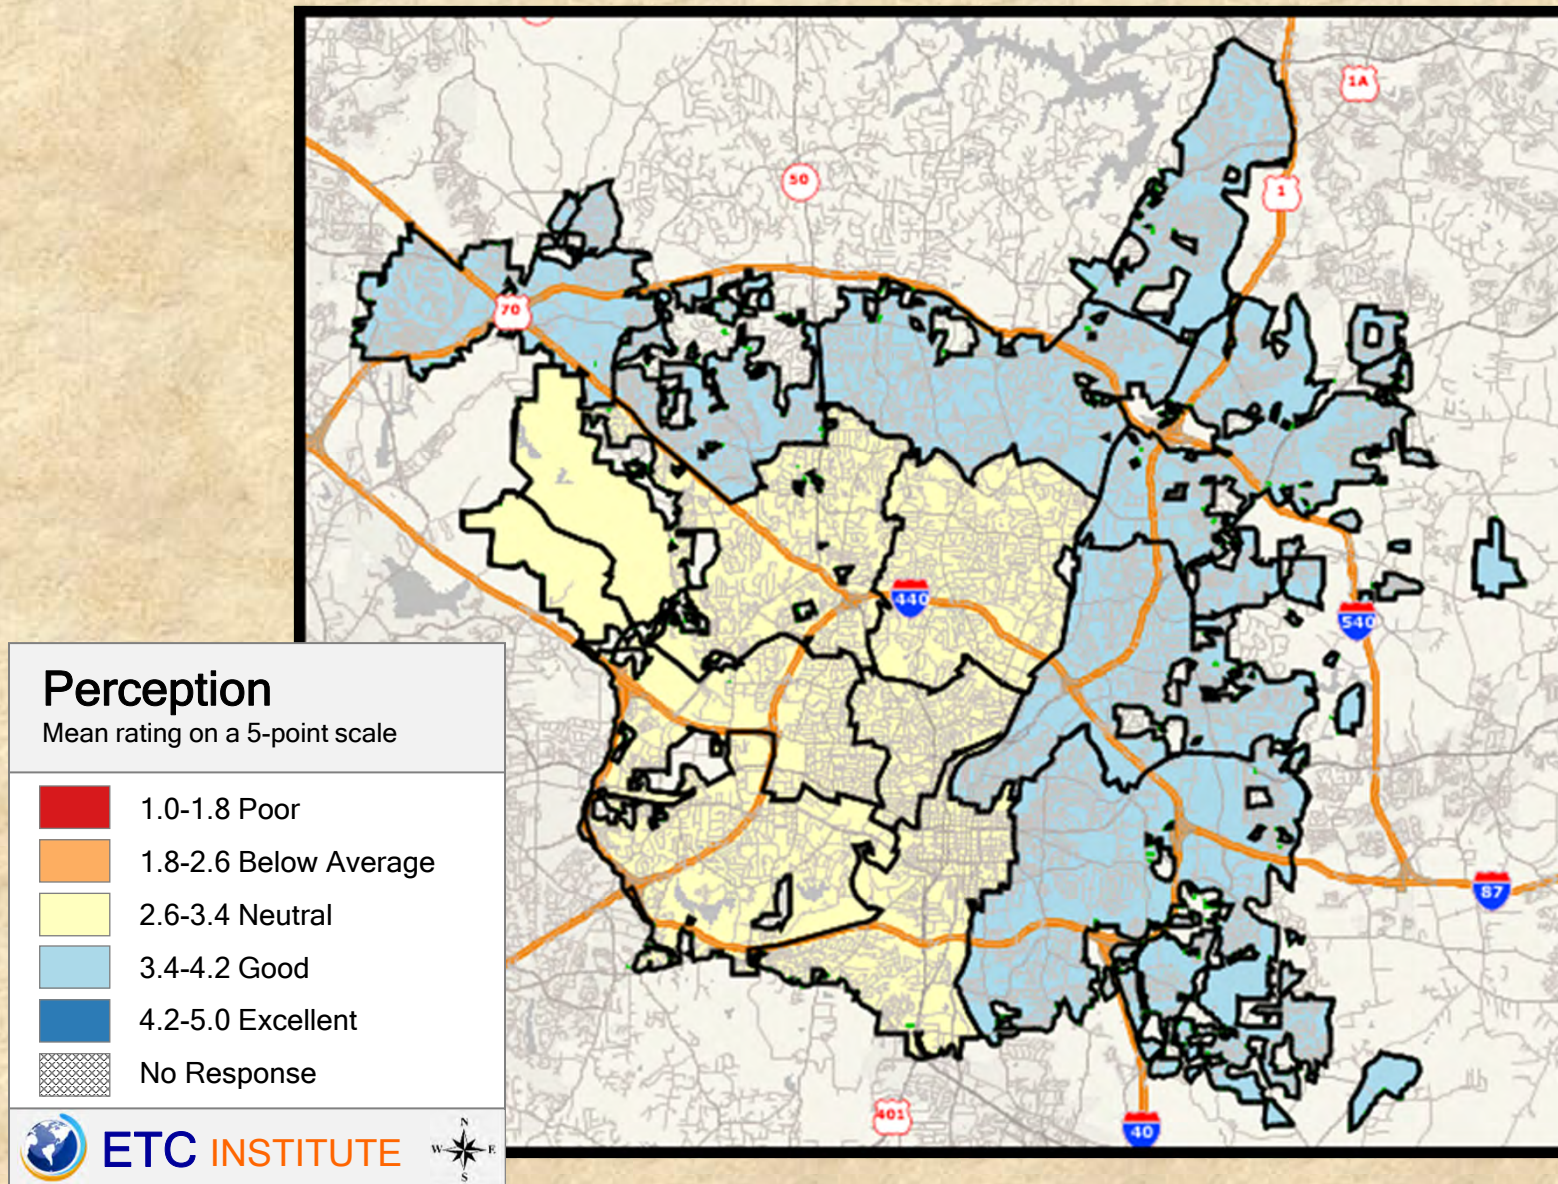 1A
50
1
70
440
540
87
401
40
Perception
Mean rating on a 5-point scale
1.0-1.8 Poor
1.8-2.6 Below Average
2.6-3.4 Neutral
3.4-4.2 Good
4.2-5.0 Excellent
No Response
ETC INSTITUTE
N
W E
S